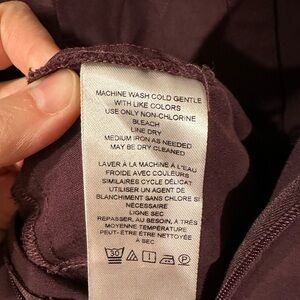 MACHINE WASH COLD GENTLE
WITH LIKE COLORS
USE ONLY NON-CHLORINE
BLEACH
LINE DRY
MEDIUM IRON AS NEEDED
MAY BE DRY CLEANED
LAVER À LA MACHINE À L'EAU
FROIDE AVEC COULEURS
SIMILAIRES CYCLE DÉLICAT
UTILISER UN AGENT DE
BLANCHIMENT SANS CHLORE SI
NÉCESSAIRE
LIGNE SEC
REPASSER, AU BESOIN, À TRÈS
MOYENNE TEMPÉRATURE
PEUT-ÊTRE ÊTRE NETTOYÉE
À SEC
30